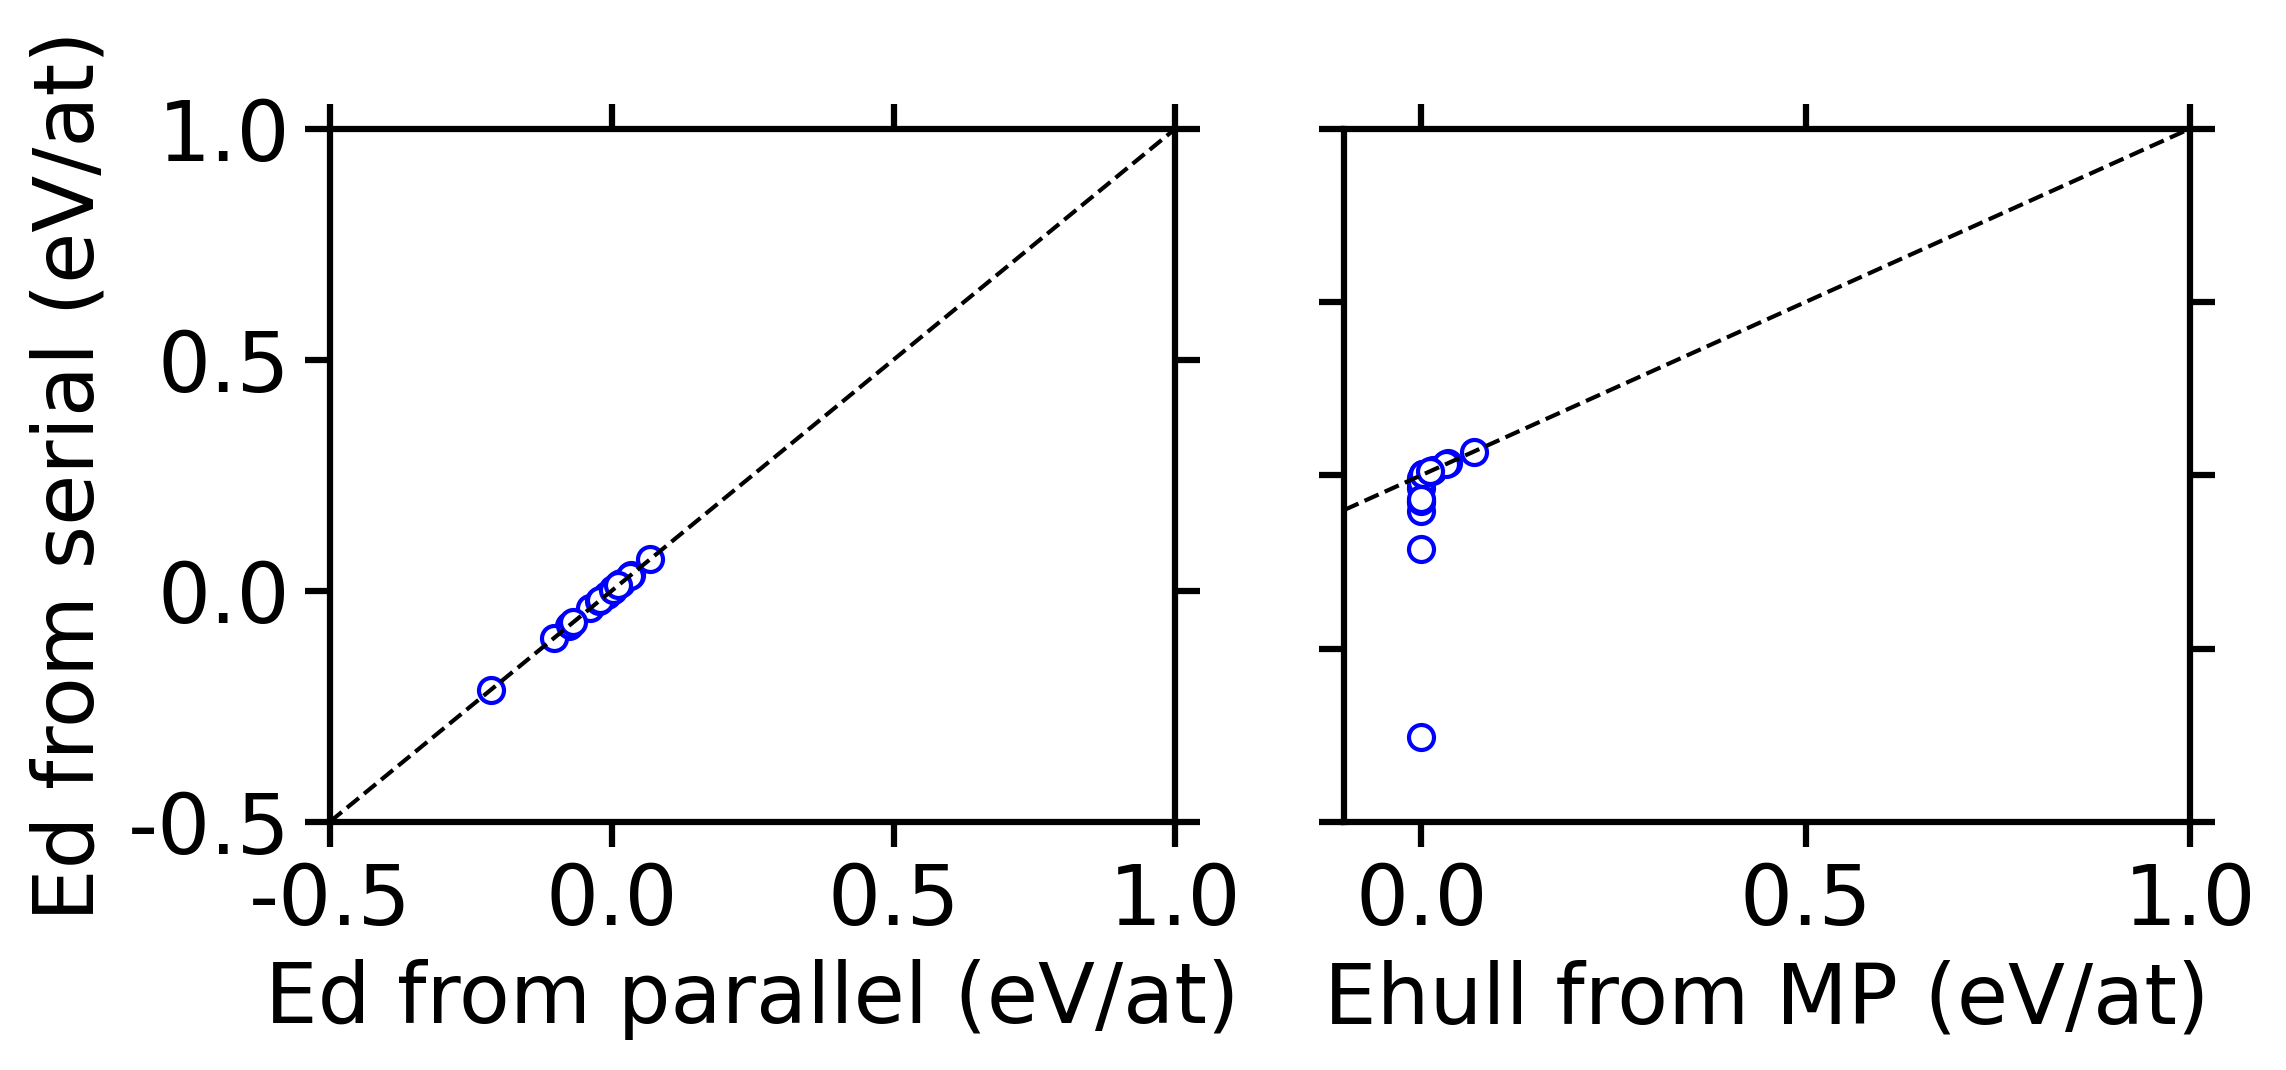 Ed from serial (eV/at)
1.0
0.5
0.0
-0.5
-0.5 0.0 0.5 1.0
Ed from parallel (eV/at)
0.0 0.5 1.0
Ehull from MP (eV/at)